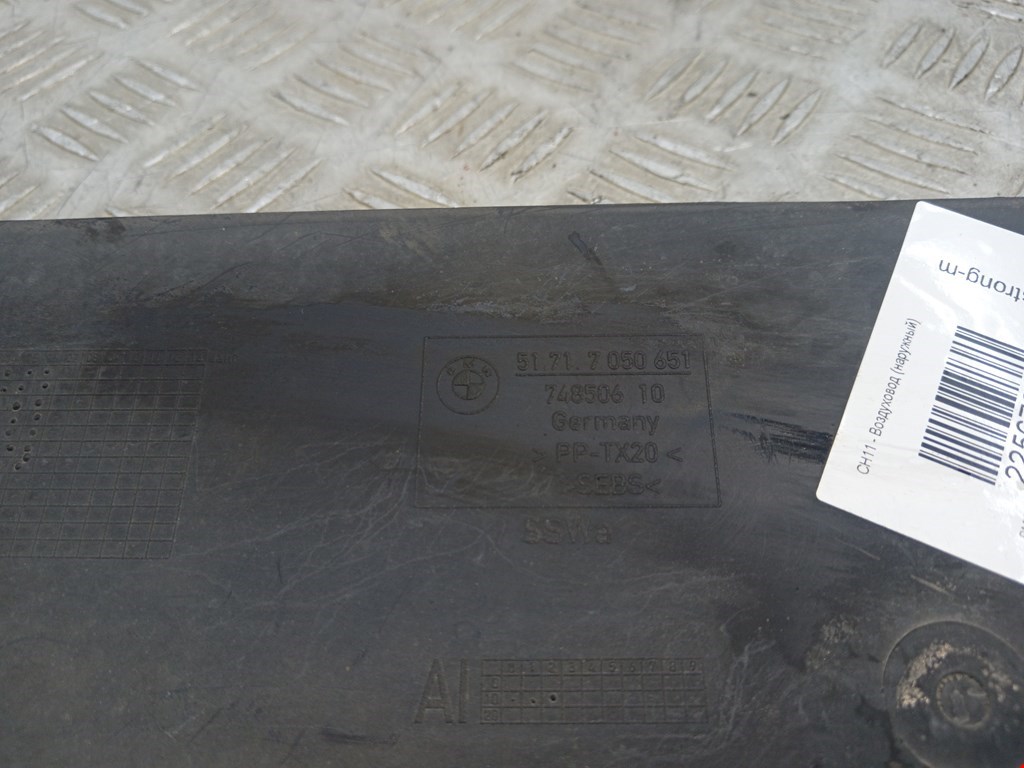 BMW
51 71. 7 050 651
748506 10
Germany
> PP-TX20 <
SEBS<
SSWa
AI
1 2 3 4 5 6 7 8 9
strong-m
CH11 - Воздуховод (наружный)